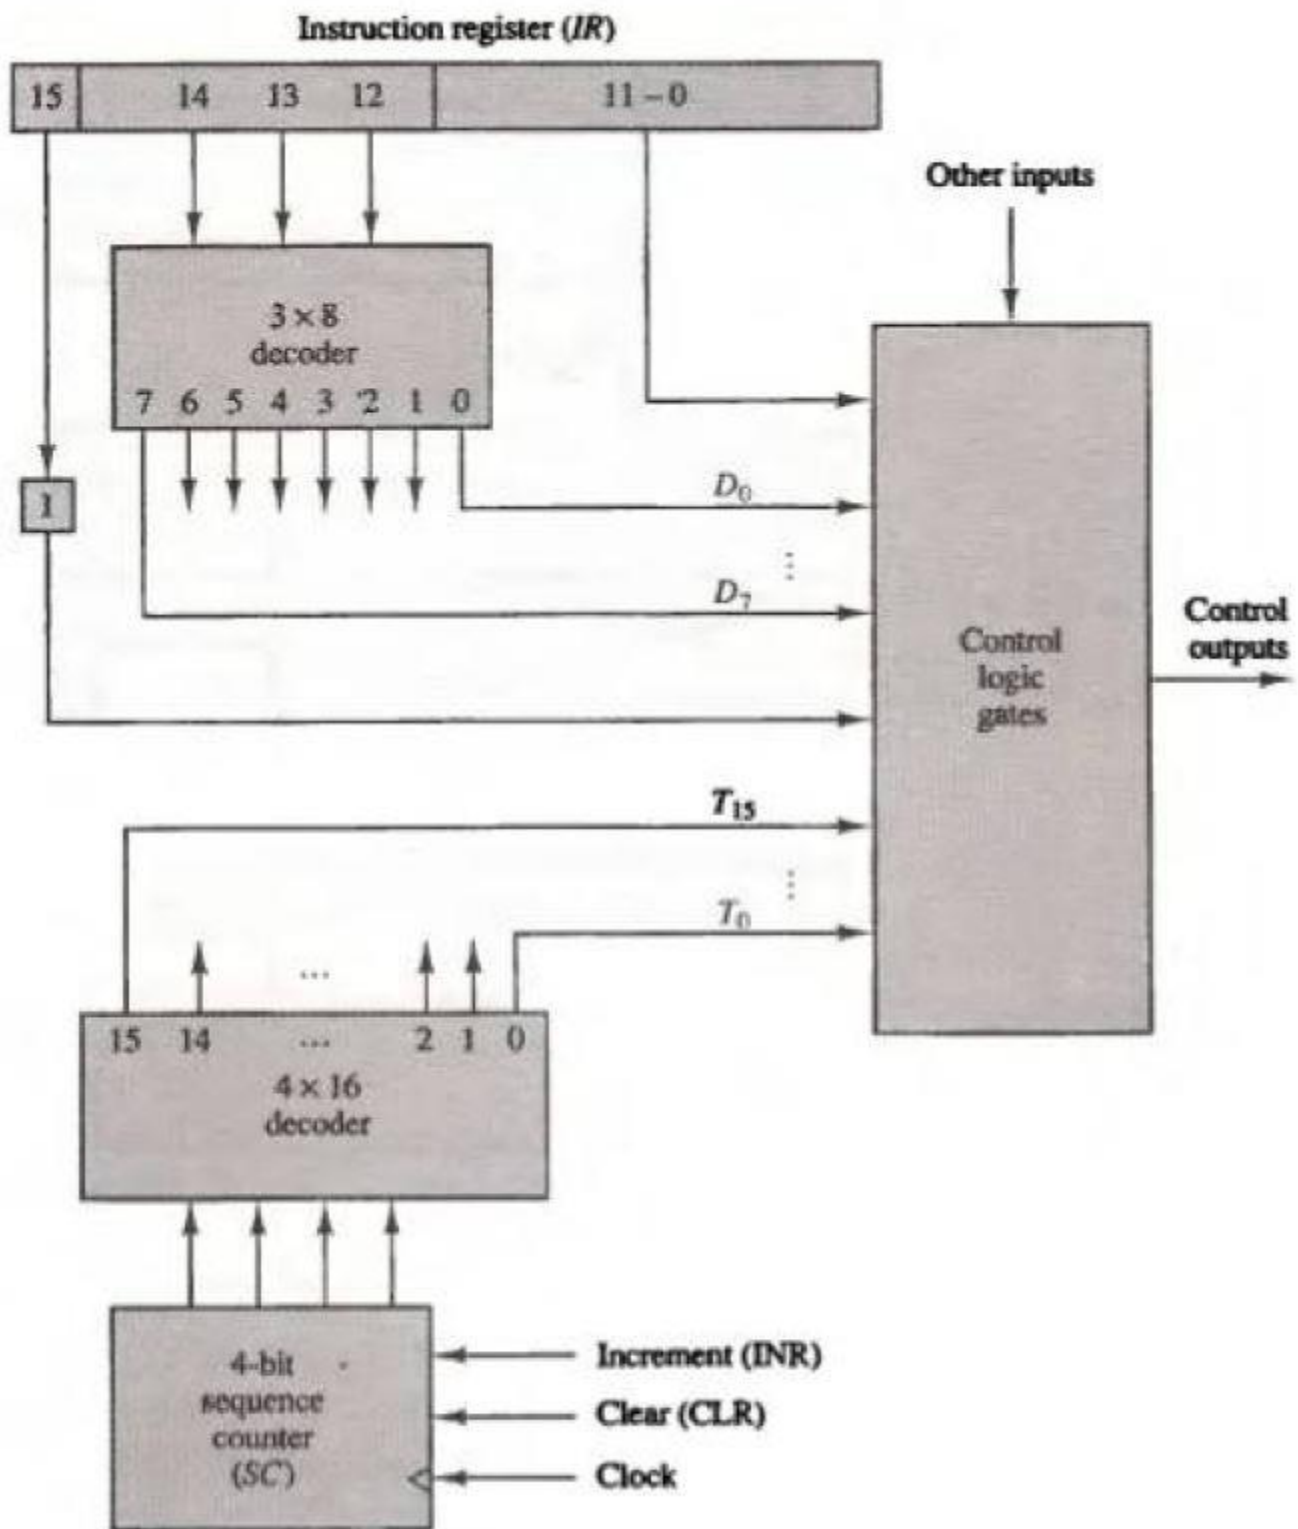 Instruction register (IR)
15 14 13 12 11 – 0
Other inputs
3 × 8
decoder
7 6 5 4 3 2 1 0
1
D0
⋮
D7
Control
logic
gates
Control
outputs
T15
⋮
T0
...
15 14 ... 2 1 0
4 × 16
decoder
4-bit
sequence
counter
(SC)
Increment (INR)
Clear (CLR)
Clock